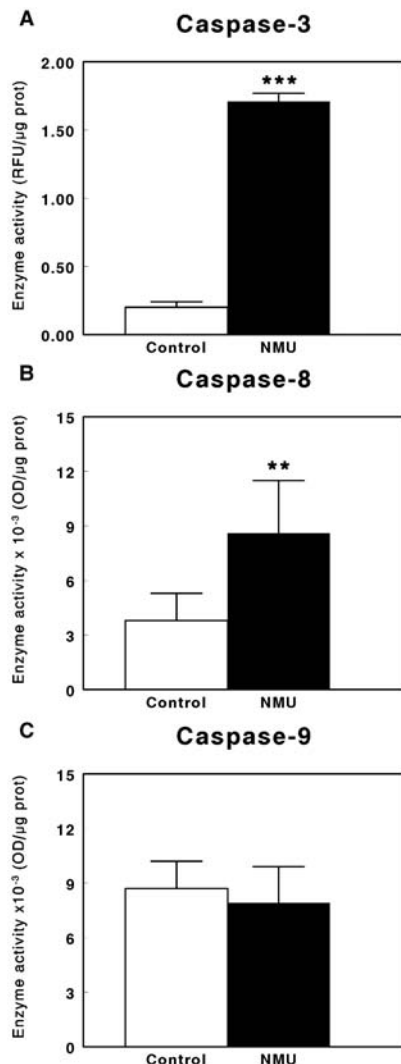 A
Caspase-3
Enzyme activity (RFU/µg prot)
2.00
1.50
1.00
0.50
0.00
***
Control NMU
B
Caspase-8
Enzyme activity x 10⁻³ (OD/µg prot)
15
12
9
6
3
0
**
Control NMU
C
Caspase-9
Enzyme activity x10⁻³ (OD/µg prot)
15
12
9
6
3
0
Control NMU